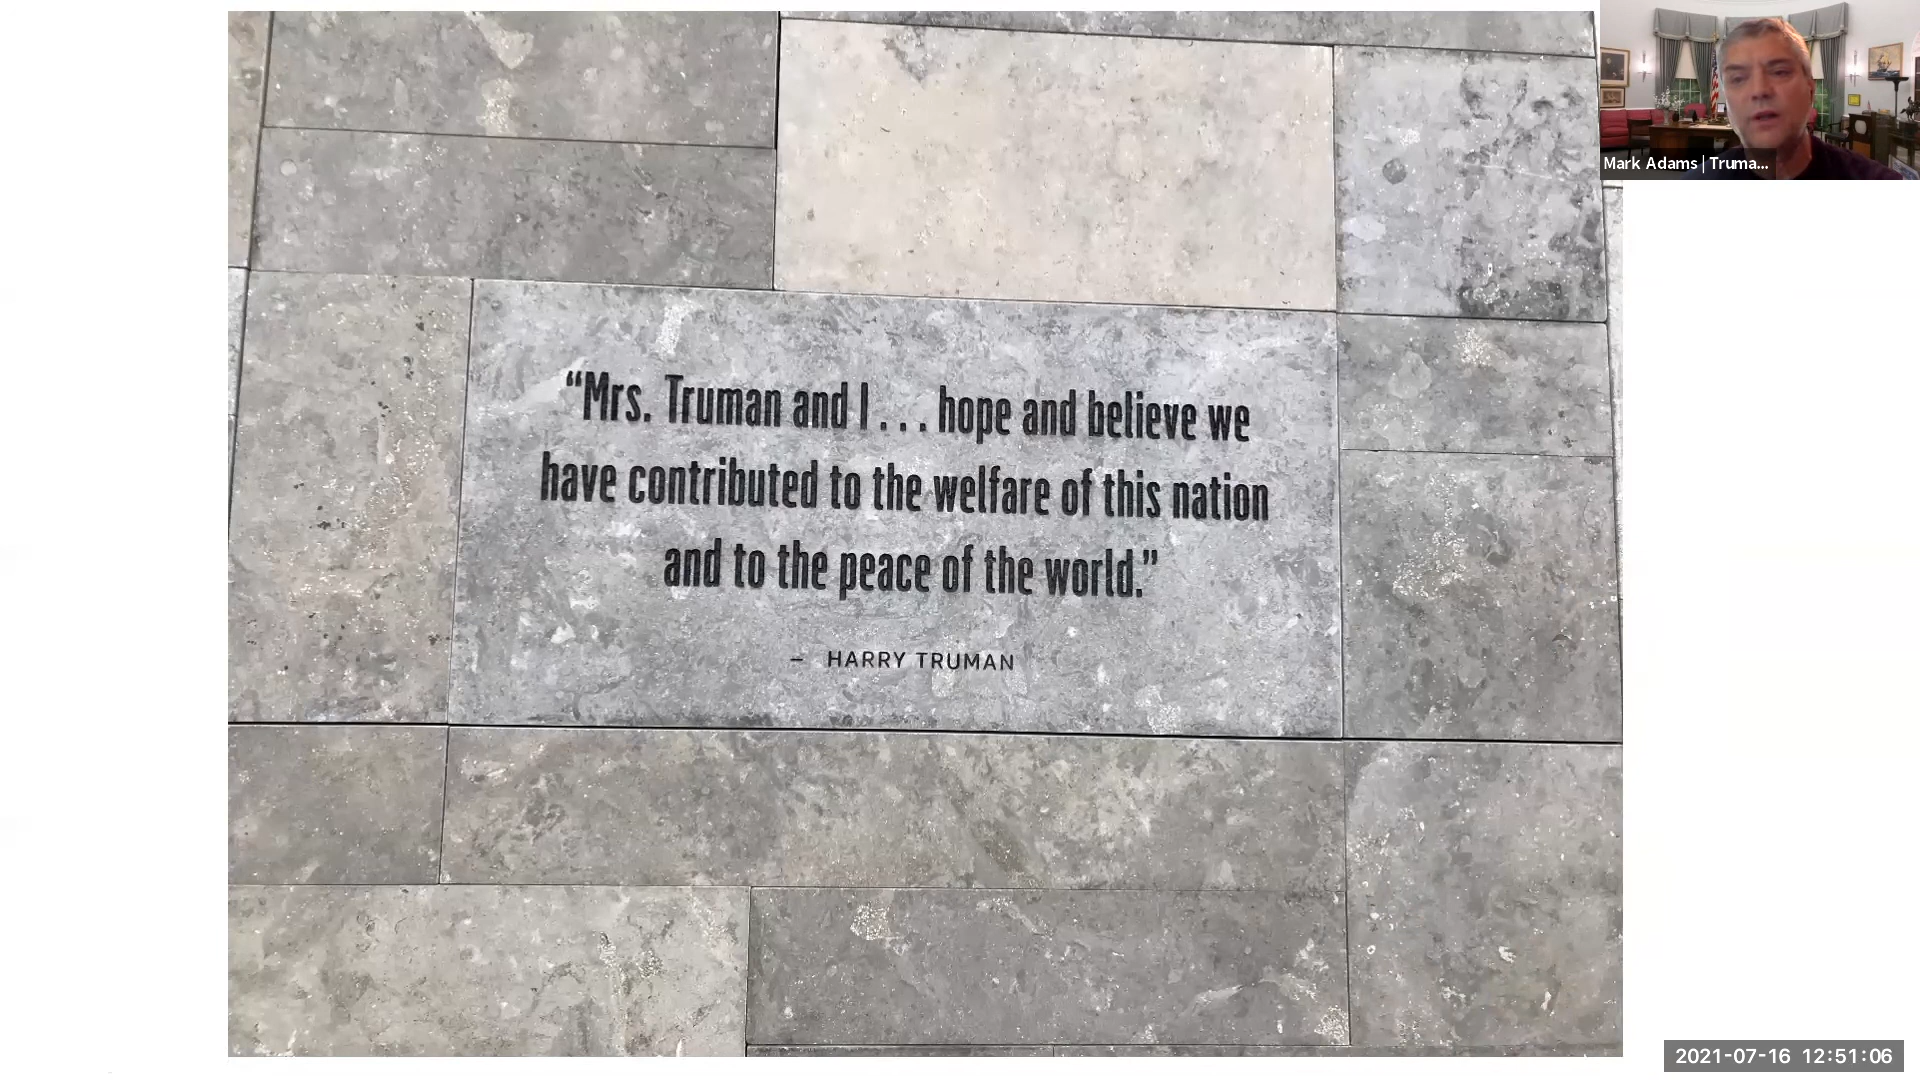 “Mrs. Truman and I . . . hope and believe we
have contributed to the welfare of this nation
and to the peace of the world.”
– HARRY TRUMAN
Mark Adams | Truma...
2021-07-16 12:51:06